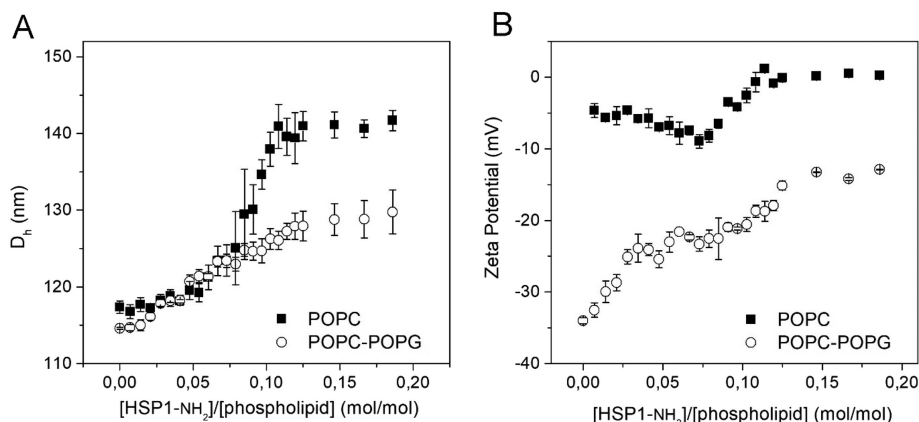 A
150
140
130
120
110
D_h (nm)
POPC
POPC-POPG
0,00 0,05 0,10 0,15 0,20
[HSP1-NH₂]/[phospholipid] (mol/mol)
B
0
-10
-20
-30
-40
Zeta Potential (mV)
POPC
POPC-POPG
0,00 0,05 0,10 0,15 0,20
[HSP1-NH₂]/[phospholipid] (mol/mol)